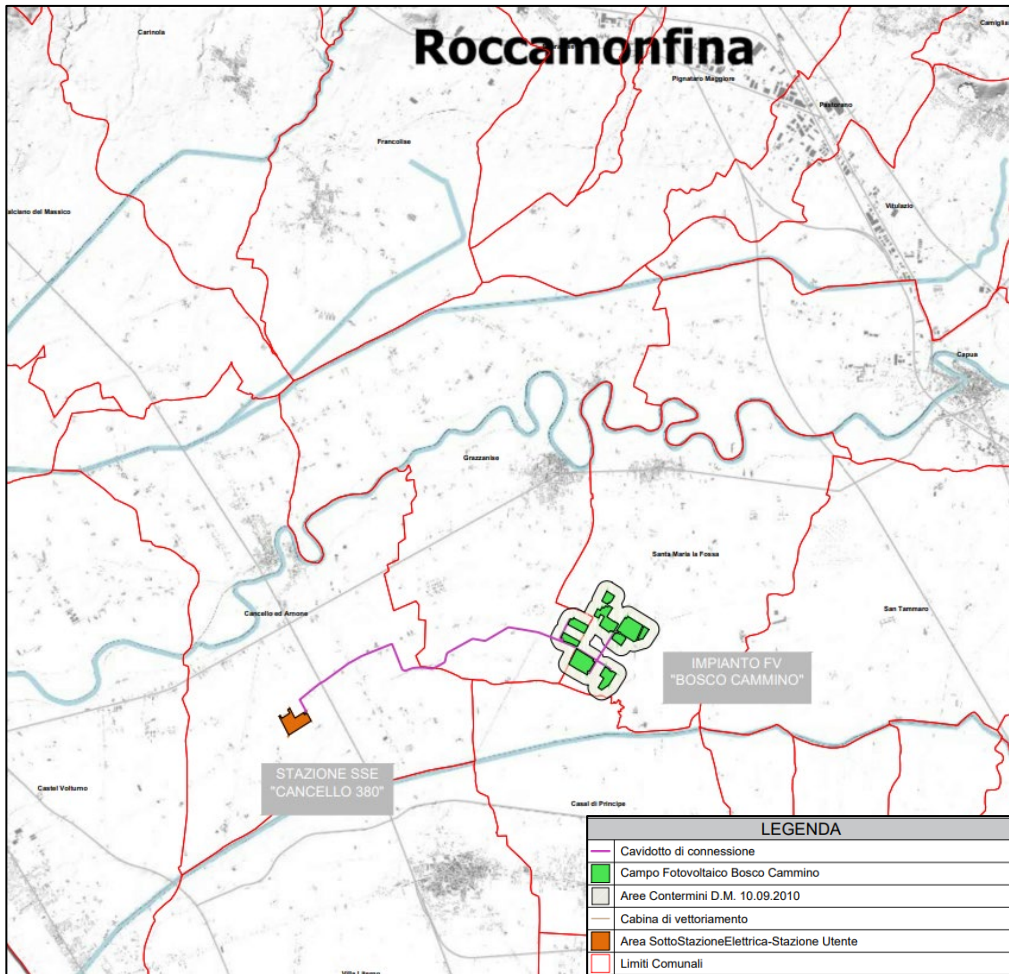 Carinola
Camiglia
Roccamonfina
Pignataro Maggiore
Pastorano
Francolise
Vitulazio
alciano del Massico
Capua
Grazzanise
Santa Maria la Fossa
San Tammaro
Cancello ed Arnone
IMPIANTO FV
"BOSCO CAMMINO"
STAZIONE SSE
"CANCELLO 380"
Castel Volturno
Casal di Principe
LEGENDA
Cavidotto di connessione
Campo Fotovoltaico Bosco Cammino
Aree Contermini D.M. 10.09.2010
Cabina di vettoriamento
Area SottoStazioneElettrica-Stazione Utente
Limiti Comunali